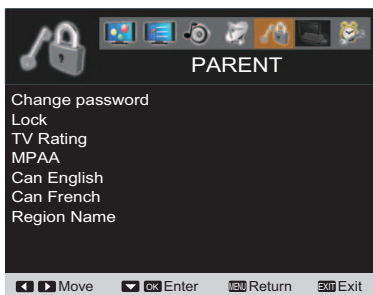 PARENT
Change password
Lock
TV Rating
MPAA
Can English
Can French
Region Name
Move OK Enter MENU Return EXIT Exit